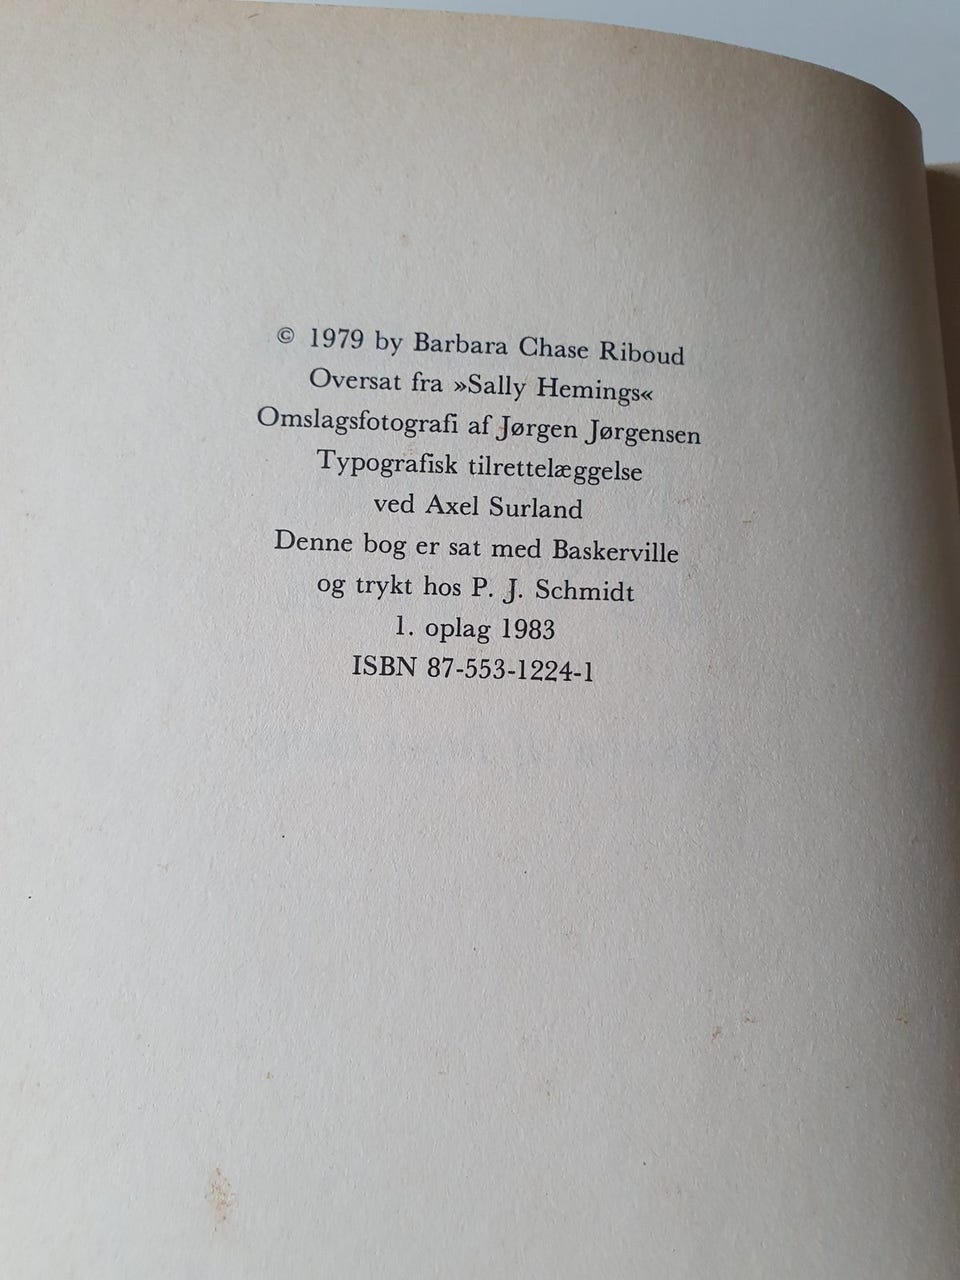 © 1979 by Barbara Chase Riboud
Oversat fra »Sally Hemings«
Omslagsfotografi af Jørgen Jørgensen
Typografisk tilrettelæggelse
ved Axel Surland
Denne bog er sat med Baskerville
og trykt hos P. J. Schmidt
1. oplag 1983
ISBN 87-553-1224-1